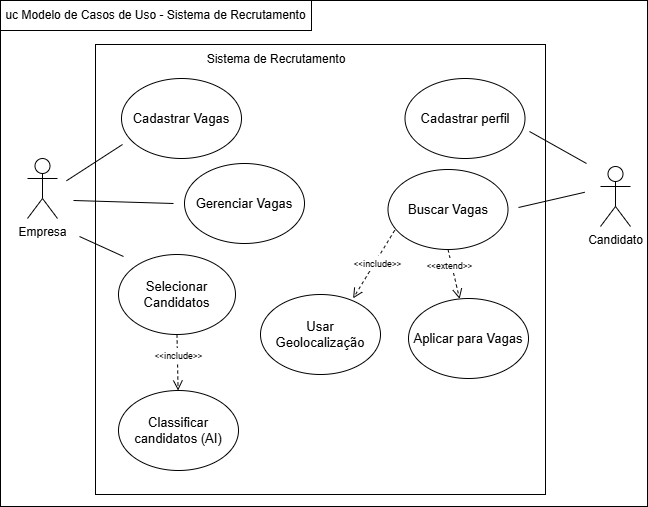 uc Modelo de Casos de Uso - Sistema de Recrutamento
Sistema de Recrutamento
Cadastrar Vagas
Cadastrar perfil
Gerenciar Vagas
Buscar Vagas
Empresa
Candidato
<<include>>
<<extend>>
Selecionar
Candidatos
Usar
Geolocalização
Aplicar para Vagas
<<include>>
Classificar
candidatos (AI)